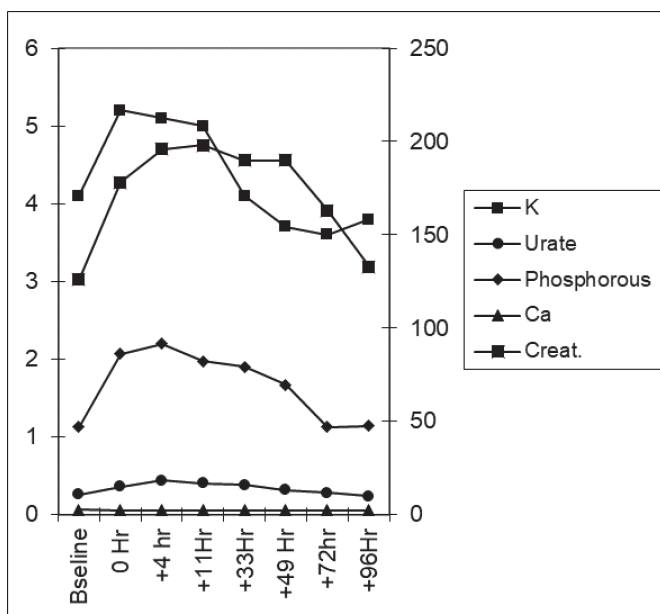 6
5
4
3
2
1
0
250
200
150
100
50
0
Bseline
0 Hr
+4 hr
+11Hr
+33Hr
+49 Hr
+72hr
+96Hr
K
Urate
Phosphorous
Ca
Creat.